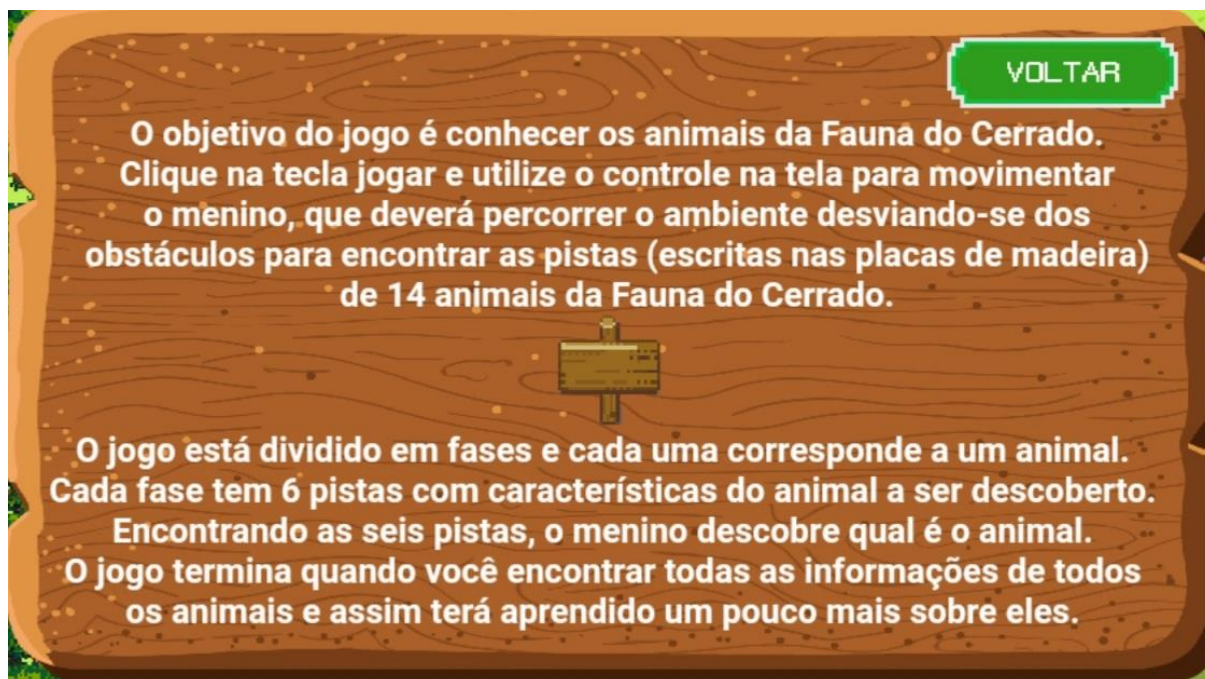 VOLTAR
O objetivo do jogo é conhecer os animais da Fauna do Cerrado.
Clique na tecla jogar e utilize o controle na tela para movimentar
o menino, que deverá percorrer o ambiente desviando-se dos
obstáculos para encontrar as pistas (escritas nas placas de madeira)
de 14 animais da Fauna do Cerrado.
O jogo está dividido em fases e cada uma corresponde a um animal.
Cada fase tem 6 pistas com características do animal a ser descoberto.
Encontrando as seis pistas, o menino descobre qual é o animal.
O jogo termina quando você encontrar todas as informações de todos
os animais e assim terá aprendido um pouco mais sobre eles.